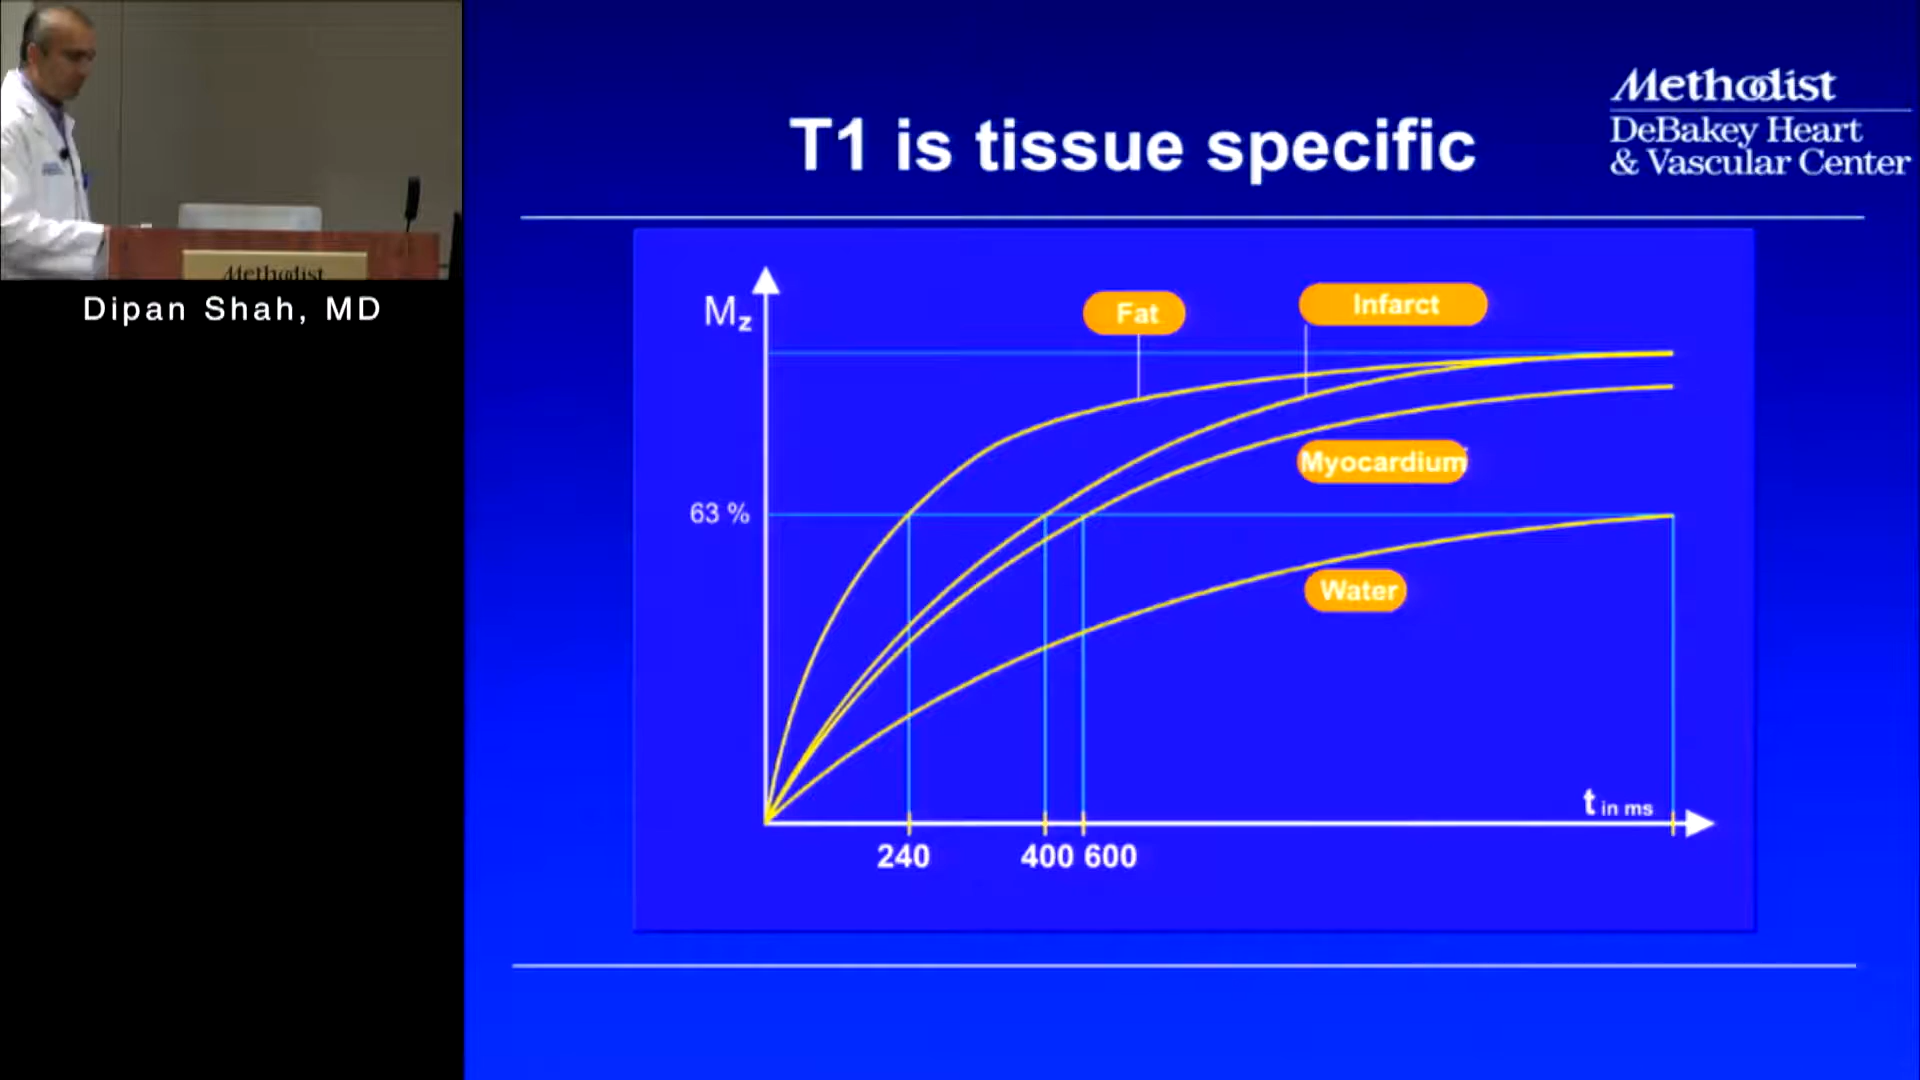 Methodist
Dipan Shah, MD
T1 is tissue specific
Methodist
DeBakey Heart
& Vascular Center
Mz
Fat
Infarct
Myocardium
63 %
Water
t in ms
240
400 600